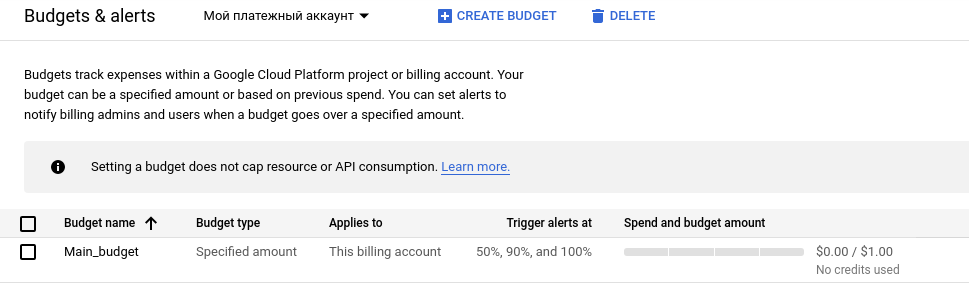 Budgets & alerts Мой платежный аккаунт CREATE BUDGET DELETE
Budgets track expenses within a Google Cloud Platform project or billing account. Your
budget can be a specified amount or based on previous spend. You can set alerts to
notify billing admins and users when a budget goes over a specified amount.
Setting a budget does not cap resource or API consumption. Learn more.
Budget name Budget type Applies to Trigger alerts at Spend and budget amount
Main_budget Specified amount This billing account 50%, 90%, and 100% $0.00 / $1.00
No credits used